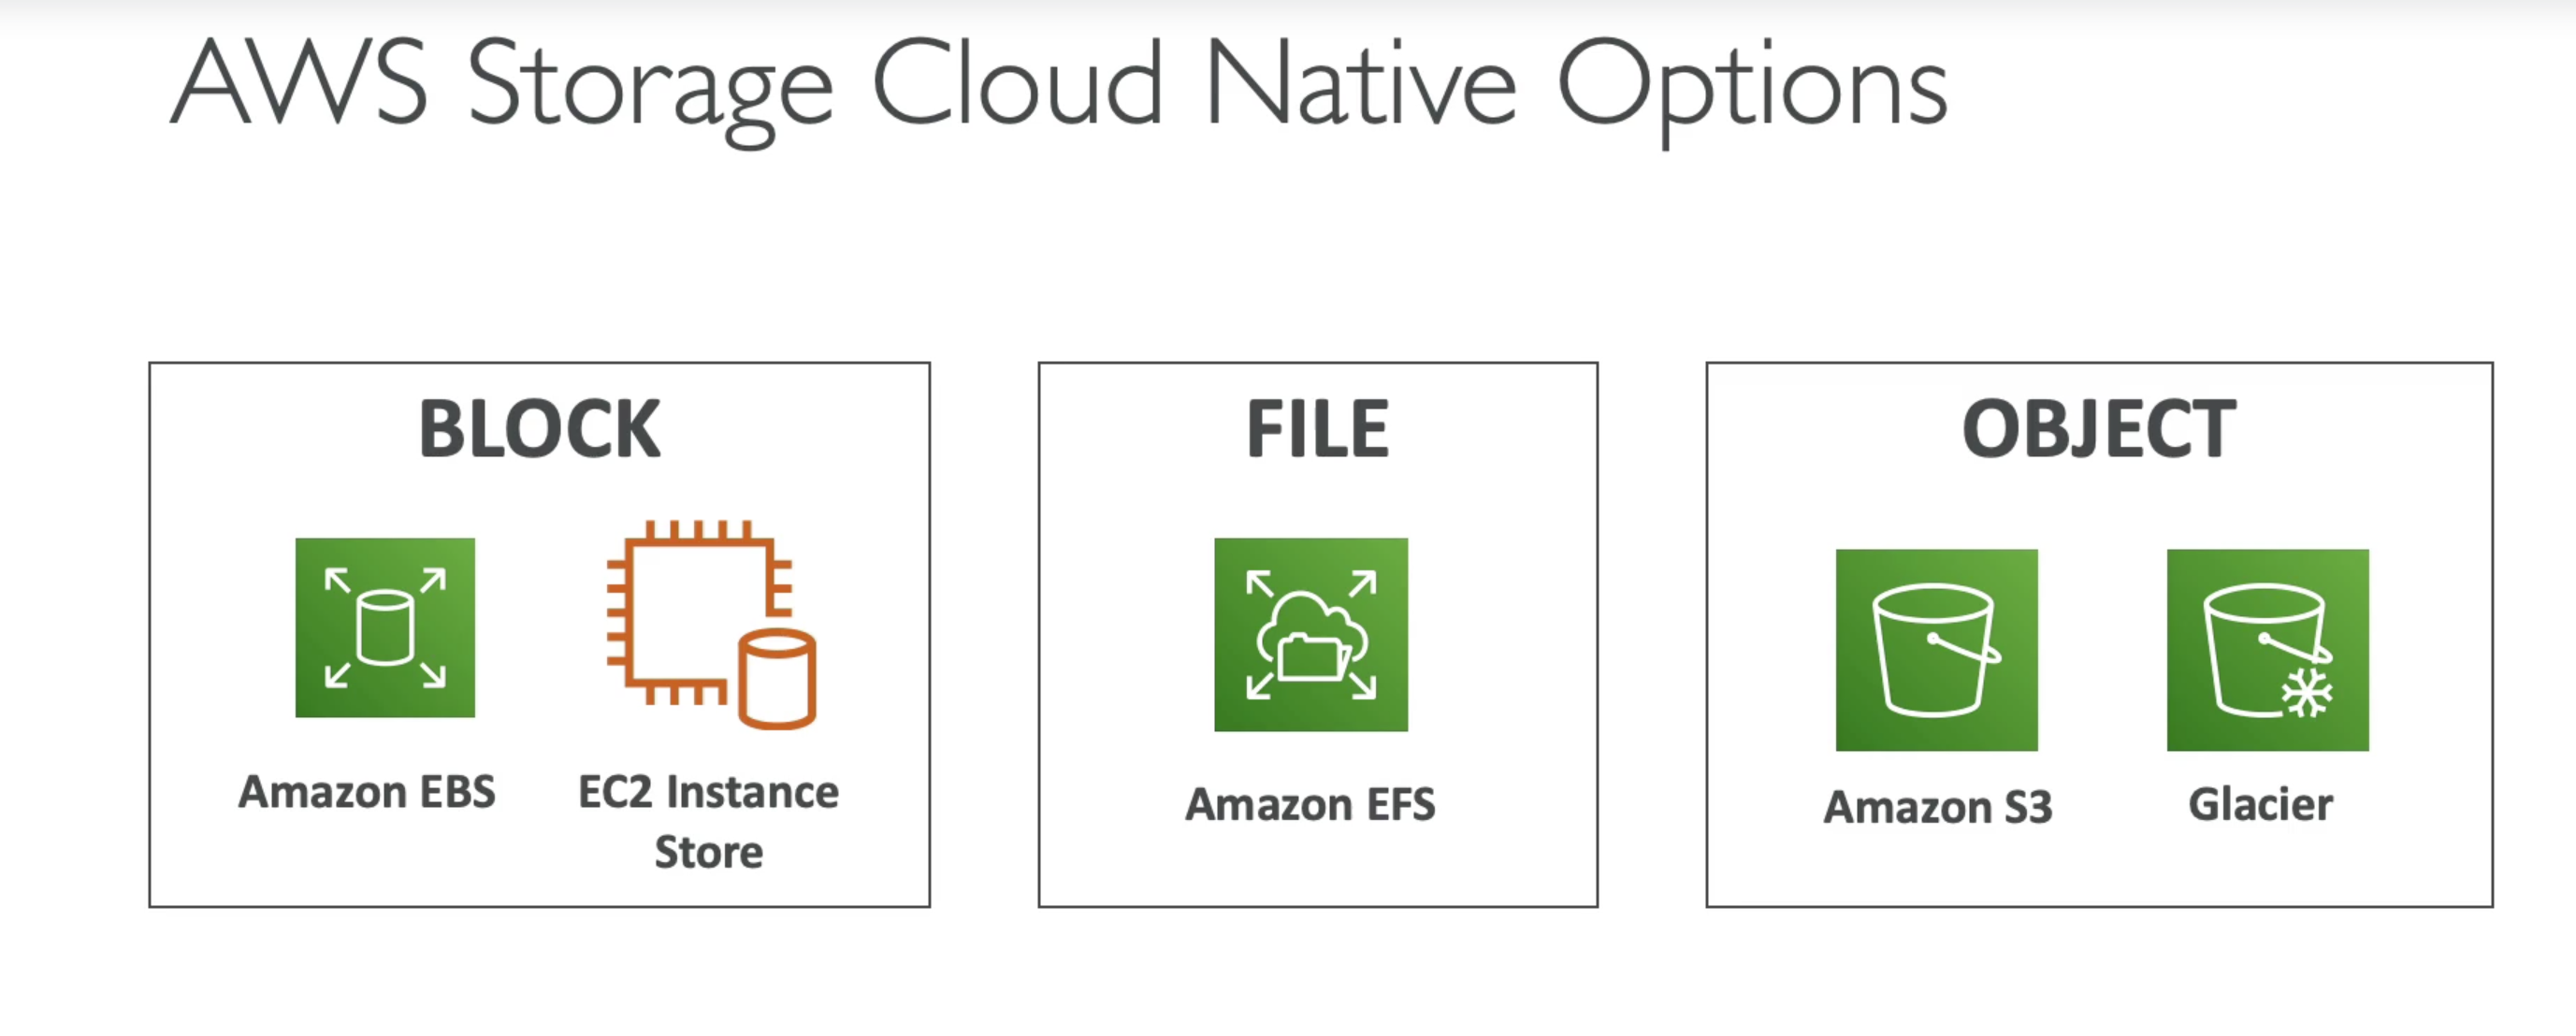 AWS Storage Cloud Native Options
BLOCK
Amazon EBS
EC2 Instance
Store
FILE
Amazon EFS
OBJECT
Amazon S3
Glacier